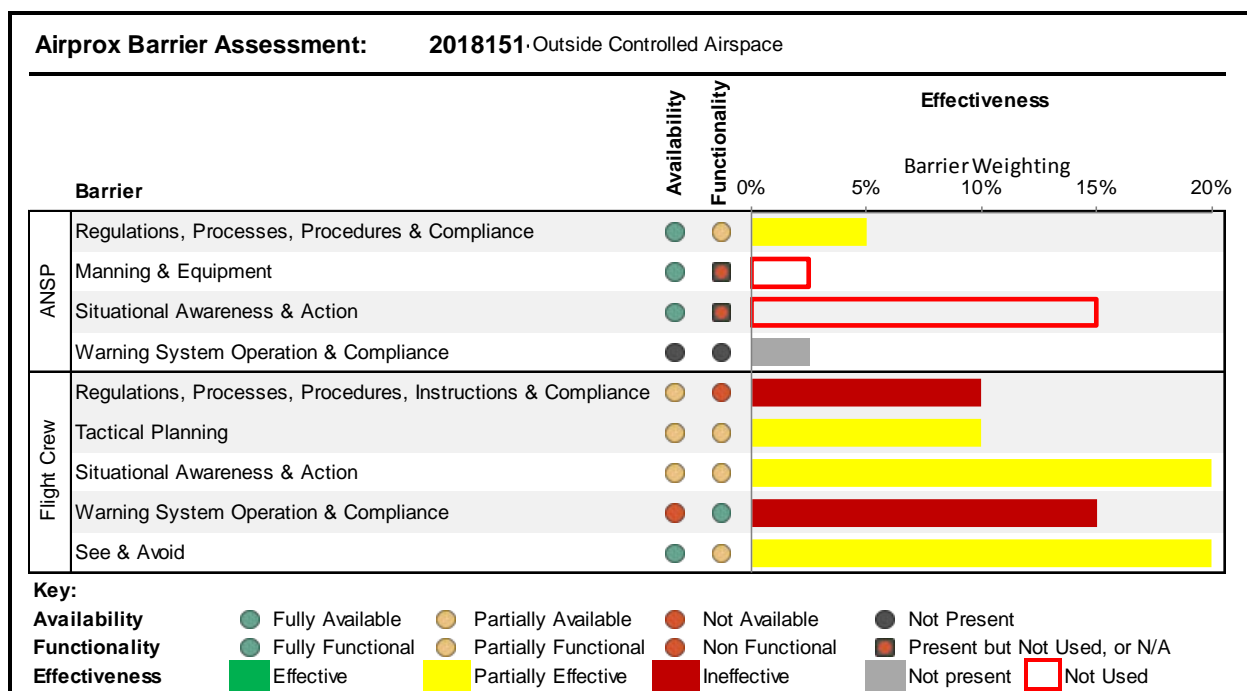 Airprox Barrier Assessment: 2018151 Outside Controlled Airspace
Availability
Functionality
Effectiveness
Barrier Weighting
Barrier
0% 5% 10% 15% 20%
ANSP
Regulations, Processes, Procedures & Compliance
Manning & Equipment
Situational Awareness & Action
Warning System Operation & Compliance
Flight Crew
Regulations, Processes, Procedures, Instructions & Compliance
Tactical Planning
Situational Awareness & Action
Warning System Operation & Compliance
See & Avoid
Key:
Availability Fully Available Partially Available Not Available Not Present
Functionality Fully Functional Partially Functional Non Functional Present but Not Used, or N/A
Effectiveness Effective Partially Effective Ineffective Not present Not Used